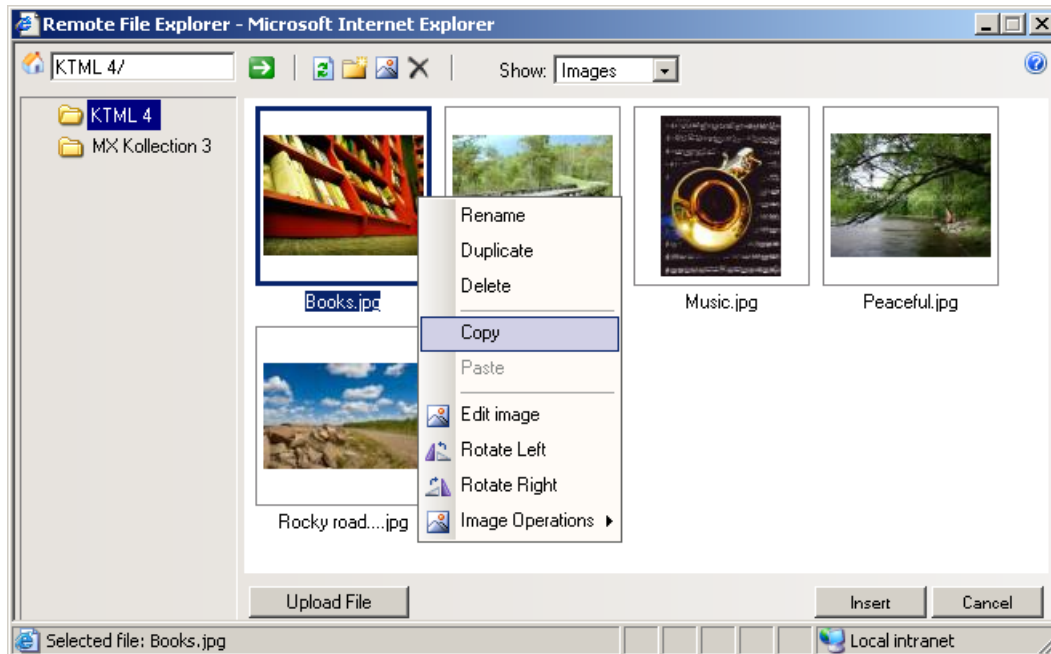 Remote File Explorer - Microsoft Internet Explorer
KTML 4/
Show: Images
KTML 4
MX Kollection 3
Books.jpg
Music.jpg
Peaceful.jpg
Rocky road....jpg
Rename
Duplicate
Delete
Copy
Paste
Edit image
Rotate Left
Rotate Right
Image Operations
Upload File
Insert
Cancel
Selected file: Books.jpg
Local intranet